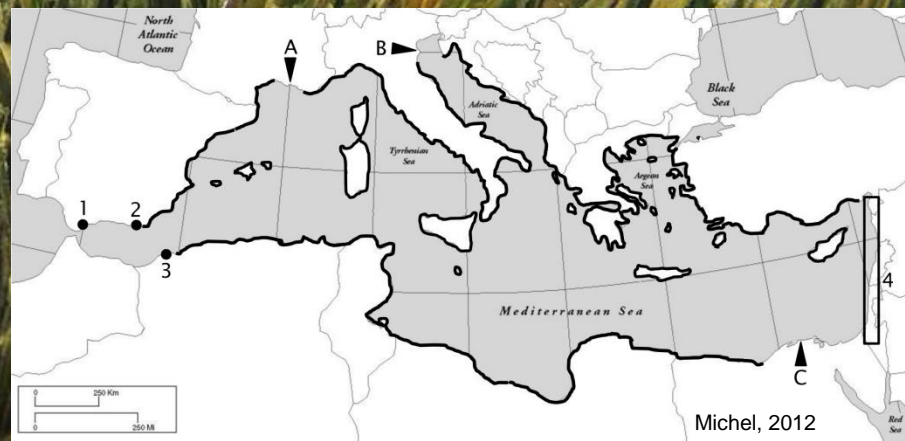 North
Atlantic
Ocean
A
B
Black
Sea
Adriatic
Sea
Tyrrhenian
Sea
Aegean
Sea
1
2
3
4
Mediterranean Sea
C
0 250 Km
0 250 Mi
Michel, 2012
Red
Sea